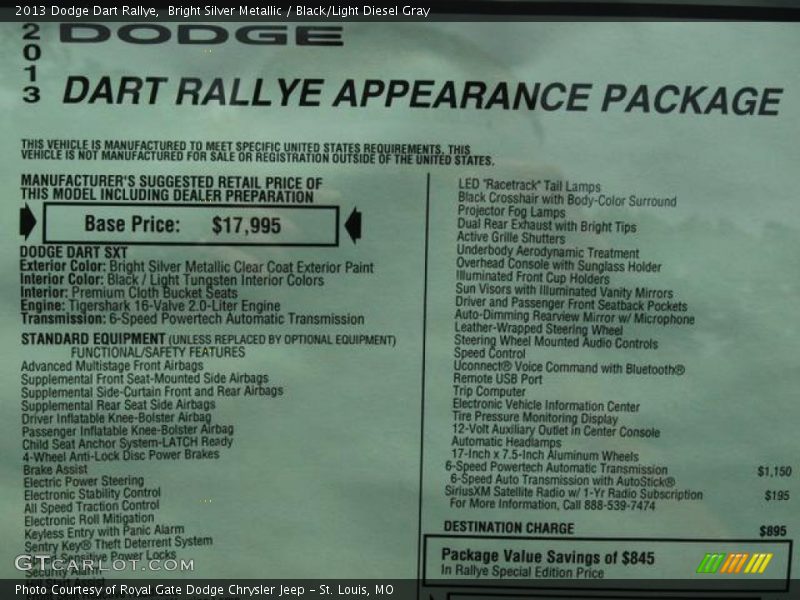 2013 Dodge Dart Rallye, Bright Silver Metallic / Black/Light Diesel Gray
2013
DODGE
DART RALLYE APPEARANCE PACKAGE
THIS VEHICLE IS MANUFACTURED TO MEET SPECIFIC UNITED STATES REQUIREMENTS. THIS
VEHICLE IS NOT MANUFACTURED FOR SALE OR REGISTRATION OUTSIDE OF THE UNITED STATES.
MANUFACTURER'S SUGGESTED RETAIL PRICE OF
THIS MODEL INCLUDING DEALER PREPARATION
Base Price: $17,995
DODGE DART SXT
Exterior Color: Bright Silver Metallic Clear Coat Exterior Paint
Interior Color: Black / Light Tungsten Interior Colors
Interior: Premium Cloth Bucket Seats
Engine: Tigershark 16-Valve 2.0-Liter Engine
Transmission: 6-Speed Powertech Automatic Transmission
STANDARD EQUIPMENT (UNLESS REPLACED BY OPTIONAL EQUIPMENT)
FUNCTIONAL/SAFETY FEATURES
Advanced Multistage Front Airbags
Supplemental Front Seat-Mounted Side Airbags
Supplemental Side-Curtain Front and Rear Airbags
Supplemental Rear Seat Side Airbags
Driver Inflatable Knee-Bolster Airbag
Passenger Inflatable Knee-Bolster Airbag
Child Seat Anchor System-LATCH Ready
4-Wheel Anti-Lock Disc Power Brakes
Brake Assist
Electric Power Steering
Electronic Stability Control
All Speed Traction Control
Electronic Roll Mitigation
Keyless Entry with Panic Alarm
Sentry Key® Theft Deterrent System
Sensitive Power Locks
Security Alarm
LED "Racetrack" Tail Lamps
Black Crosshair with Body-Color Surround
Projector Fog Lamps
Dual Rear Exhaust with Bright Tips
Active Grille Shutters
Underbody Aerodynamic Treatment
Overhead Console with Sunglass Holder
Illuminated Front Cup Holders
Sun Visors with Illuminated Vanity Mirrors
Driver and Passenger Front Seatback Pockets
Auto-Dimming Rearview Mirror w/ Microphone
Leather-Wrapped Steering Wheel
Steering Wheel Mounted Audio Controls
Speed Control
Uconnect® Voice Command with Bluetooth®
Remote USB Port
Trip Computer
Electronic Vehicle Information Center
Tire Pressure Monitoring Display
12-Volt Auxiliary Outlet in Center Console
Automatic Headlamps
17-Inch x 7.5-Inch Aluminum Wheels
6-Speed Powertech Automatic Transmission $1,150
6-Speed Auto Transmission with AutoStick®
SiriusXM Satellite Radio w/ 1-Yr Radio Subscription $195
For More Information, Call 888-539-7474
DESTINATION CHARGE $895
Package Value Savings of $845
In Rallye Special Edition Price
GTCARLOT.COM
Photo Courtesy of Royal Gate Dodge Chrysler Jeep - St. Louis, MO